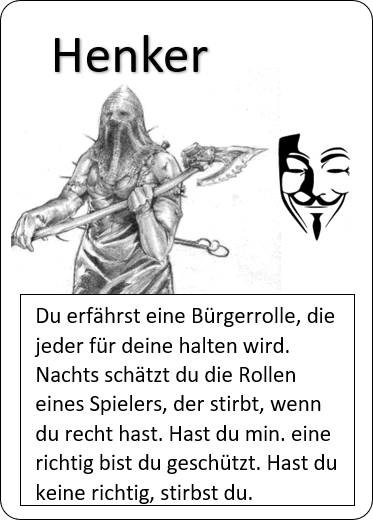 Henker
Du erfährst eine Bürgerrolle, die
jeder für deine halten wird.
Nachts schätzt du die Rollen
eines Spielers, der stirbt, wenn
du recht hast. Hast du min. eine
richtig bist du geschützt. Hast du
keine richtig, stirbst du.